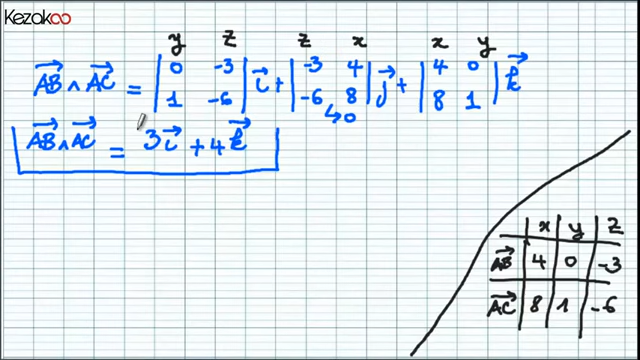 Kezakoo
y z z x x y
AB∧AC = |0 -3| i + |-3 4| j + |4 0| k
|1 -6| |-6 8| |8 1|
↳0
AB∧AC = 3i + 4k
x y z
AB 4 0 -3
AC 8 1 -6